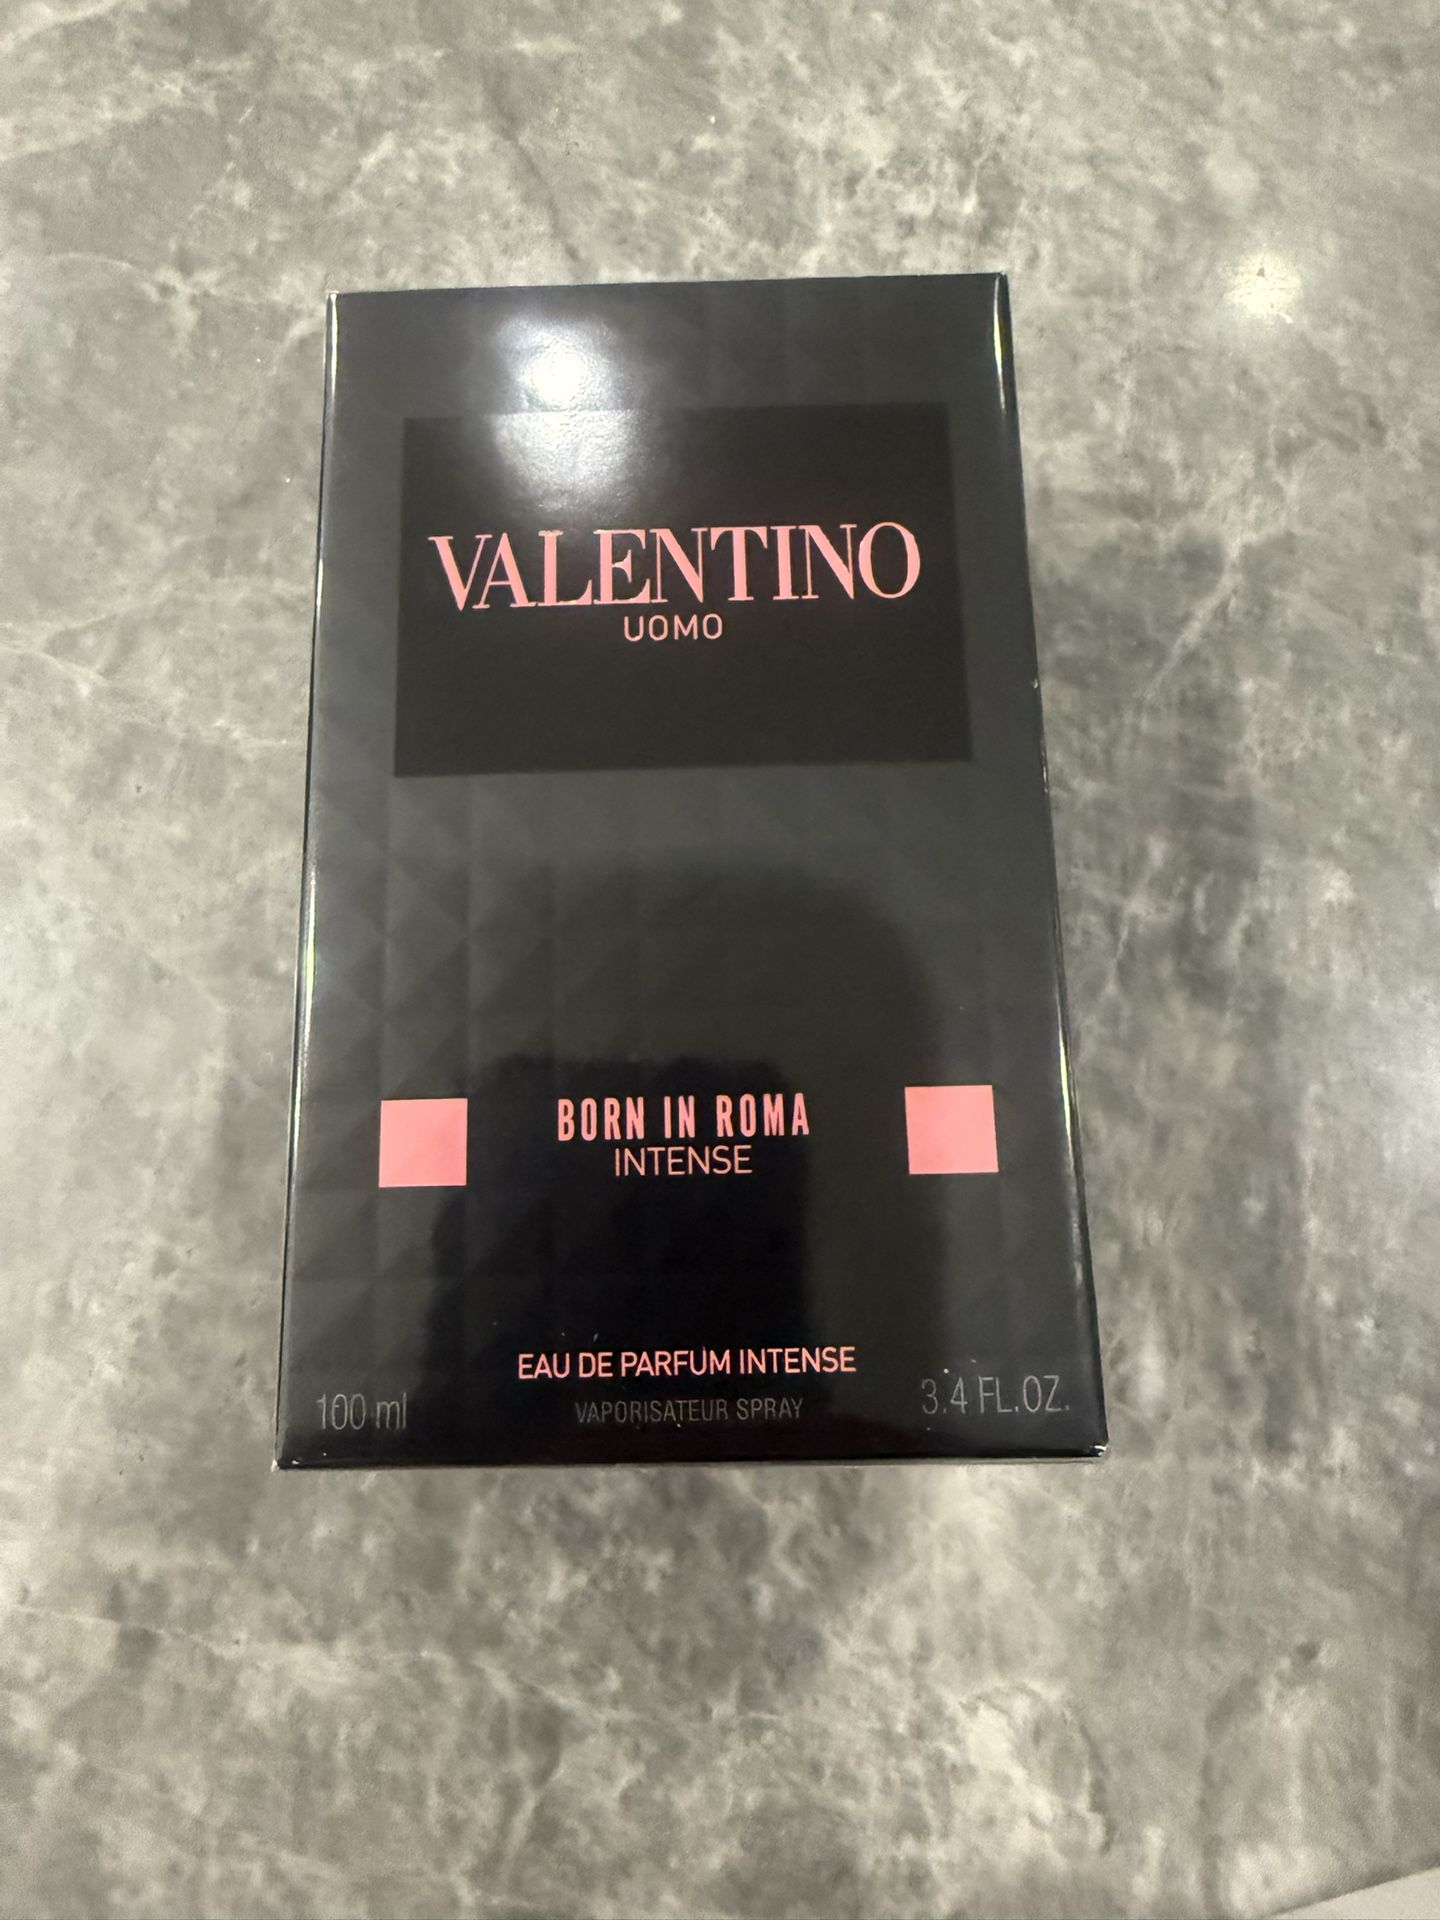 VALENTINO
UOMO
BORN IN ROMA
INTENSE
EAU DE PARFUM INTENSE
100 ml
VAPORISATEUR SPRAY
3.4 FL.OZ.